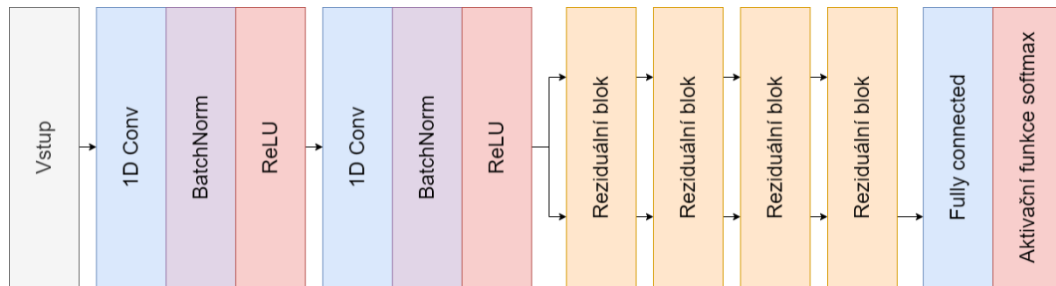 Vstup
1D Conv
BatchNorm
ReLU
1D Conv
BatchNorm
ReLU
Reziduální blok
Reziduální blok
Reziduální blok
Reziduální blok
Fully connected
Aktivační funkce softmax